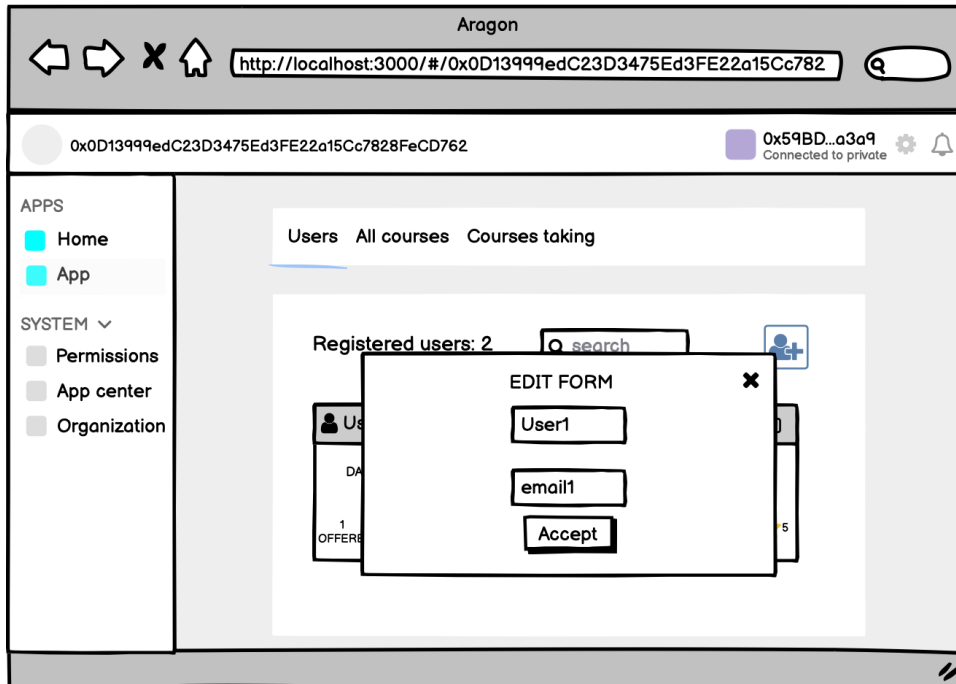 Aragon
http://localhost:3000/#/0x0D13999edC23D3475Ed3FE22a15Cc782
0x0D13999edC23D3475Ed3FE22a15Cc7828FeCD762
0x59BD...a3a9
Connected to private
APPS
Home
App
SYSTEM
Permissions
App center
Organization
Users All courses Courses taking
Registered users: 2
search
EDIT FORM
User1
email1
Accept
1
5